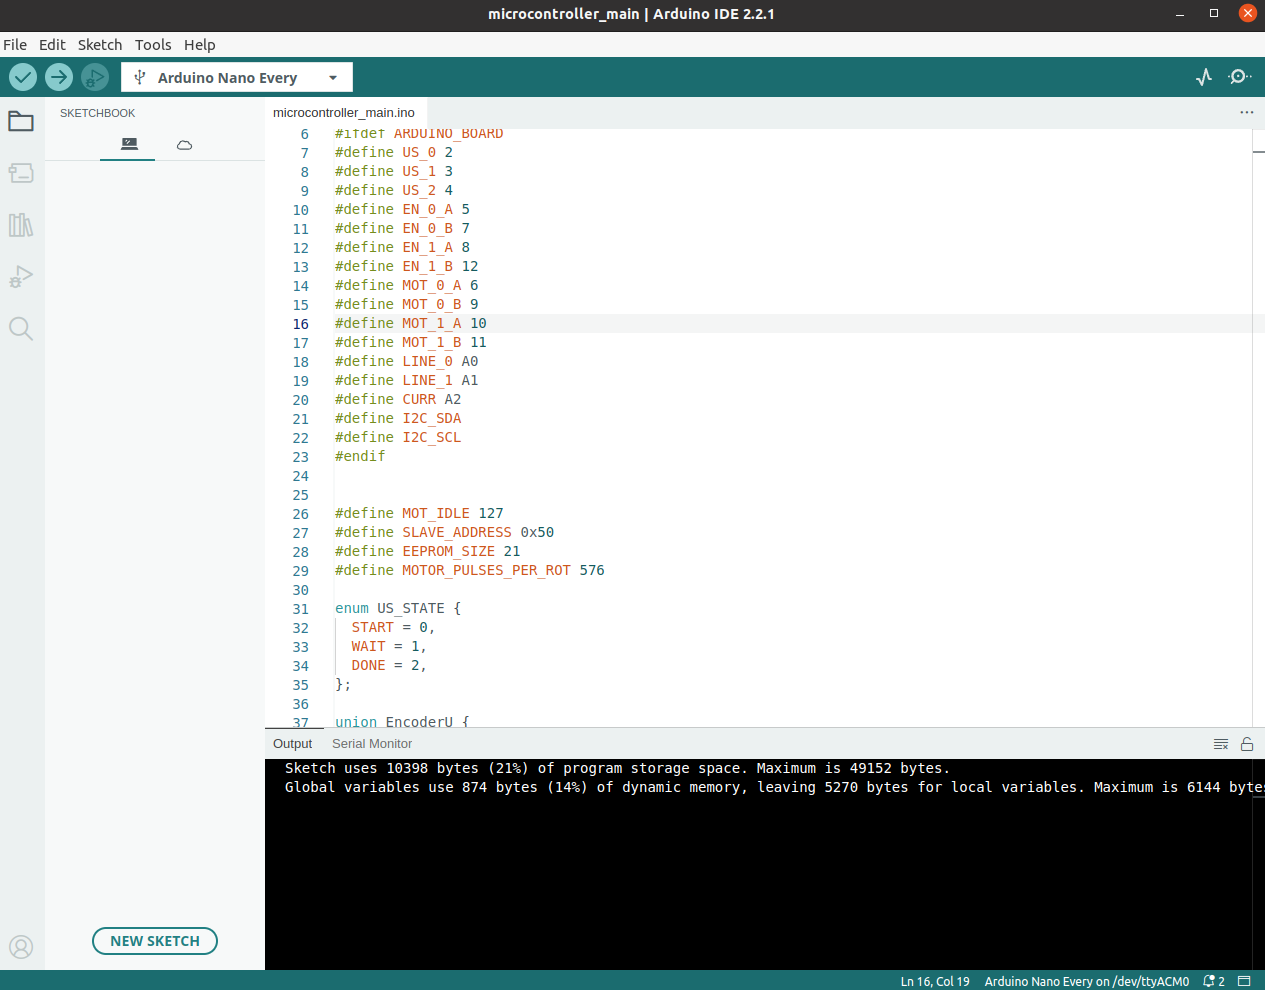 microcontroller_main | Arduino IDE 2.2.1
File Edit Sketch Tools Help
Arduino Nano Every
SKETCHBOOK
microcontroller_main.ino
6 #ifdef ARDUINO_BOARD
7 #define US_0 2
8 #define US_1 3
9 #define US_2 4
10 #define EN_0_A 5
11 #define EN_0_B 7
12 #define EN_1_A 8
13 #define EN_1_B 12
14 #define MOT_0_A 6
15 #define MOT_0_B 9
16 #define MOT_1_A 10
17 #define MOT_1_B 11
18 #define LINE_0 A0
19 #define LINE_1 A1
20 #define CURR A2
21 #define I2C_SDA
22 #define I2C_SCL
23 #endif
24
25
26 #define MOT_IDLE 127
27 #define SLAVE_ADDRESS 0x50
28 #define EEPROM_SIZE 21
29 #define MOTOR_PULSES_PER_ROT 576
30
31 enum US_STATE {
32 START = 0,
33 WAIT = 1,
34 DONE = 2,
35 };
36
37 union EncoderU {
Output Serial Monitor
Sketch uses 10398 bytes (21%) of program storage space. Maximum is 49152 bytes.
Global variables use 874 bytes (14%) of dynamic memory, leaving 5270 bytes for local variables. Maximum is 6144 bytes
NEW SKETCH
Ln 16, Col 19 Arduino Nano Every on /dev/ttyACM0 2